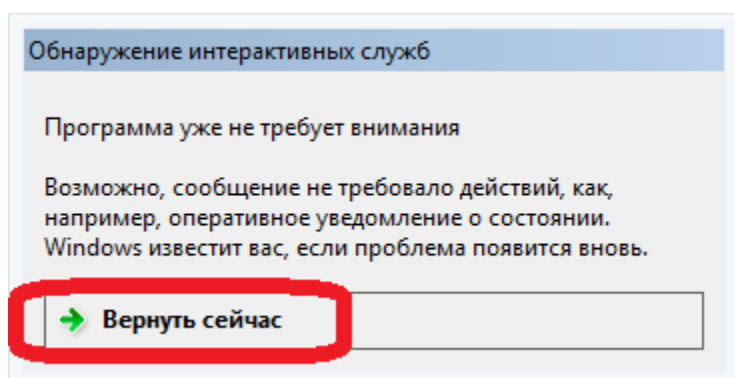 Обнаружение интерактивных служб
Программа уже не требует внимания
Возможно, сообщение не требовало действий, как,
например, оперативное уведомление о состоянии.
Windows известит вас, если проблема появится вновь.
Вернуть сейчас